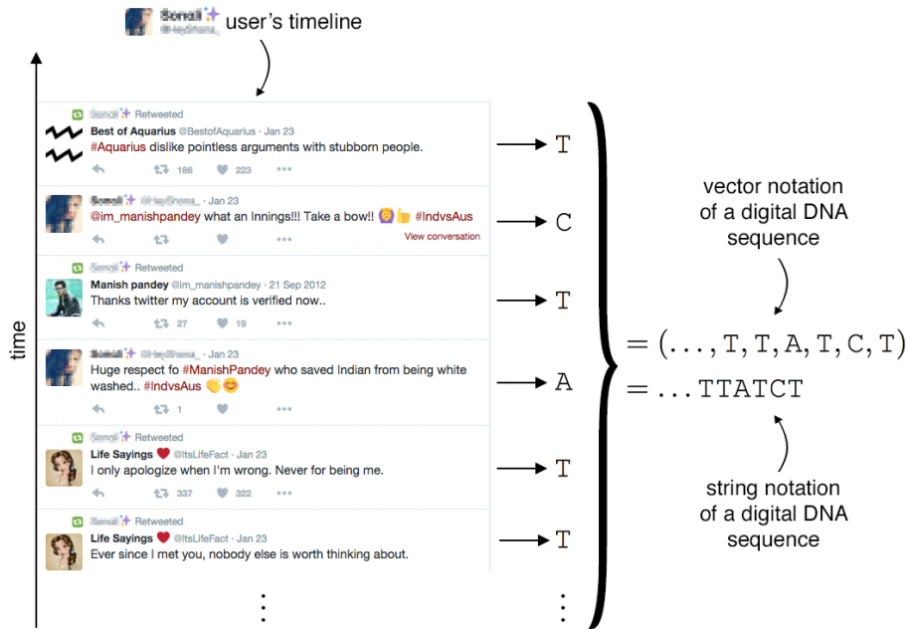 user's timeline
time
Retweeted
Best of Aquarius @BestofAquarius · Jan 23
#Aquarius dislike pointless arguments with stubborn people.
186 223
T
· Jan 23
@im_manishpandey what an Innings!!! Take a bow!! #IndvsAus
View conversation
C
Retweeted
Manish pandey @im_manishpandey · 21 Sep 2012
Thanks twitter my account is verified now..
27 19
T
· Jan 23
Huge respect fo #ManishPandey who saved Indian from being white
washed.. #IndvsAus
1
A
Retweeted
Life Sayings @ItsLifeFact · Jan 23
I only apologize when I'm wrong. Never for being me.
337 322
T
Retweeted
Life Sayings @ItsLifeFact · Jan 23
Ever since I met you, nobody else is worth thinking about.
T
vector notation
of a digital DNA
sequence
= (..., T, T, A, T, C, T)
= ... TTATCT
string notation
of a digital DNA
sequence